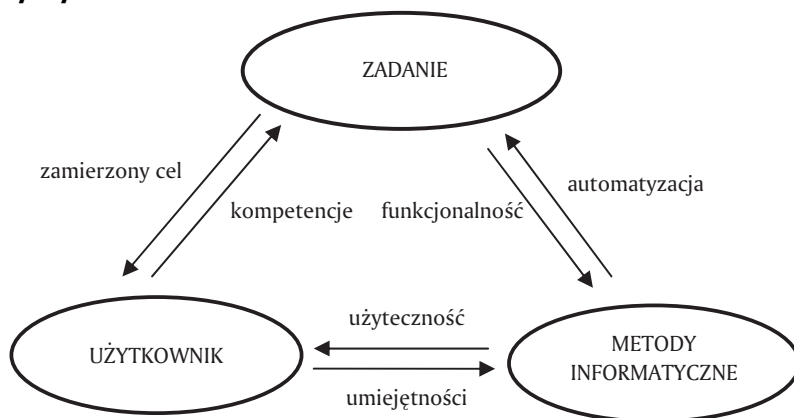 ZADANIE
zamierzony cel
automatyzacja
kompetencje
funkcjonalność
użyteczność
UŻYTKOWNIK
METODY
INFORMATYCZNE
umiejętności